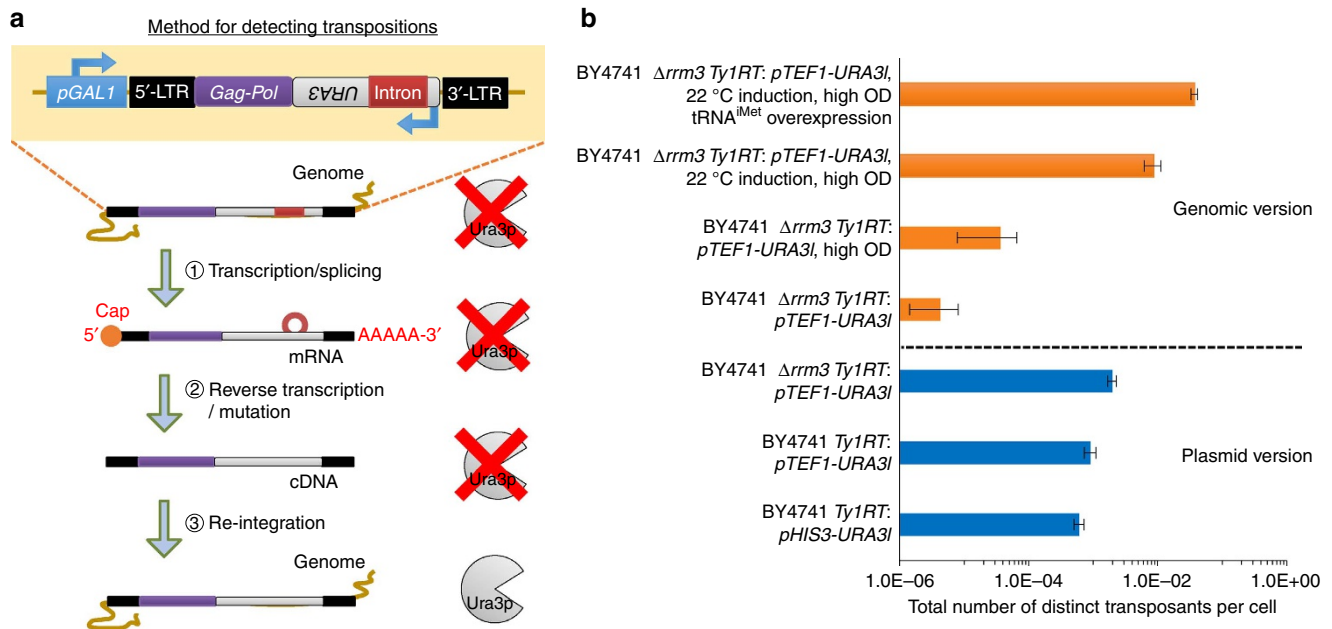 a
Method for detecting transpositions
pGAL1 5′-LTR Gag-Pol URA3 Intron 3′-LTR
Genome
Ura3p
① Transcription/splicing
Cap
5′ AAAAA-3′
mRNA
Ura3p
② Reverse transcription
/ mutation
cDNA
Ura3p
③ Re-integration
Genome
Ura3p
b
BY4741 Δrrm3 Ty1RT: pTEF1-URA3I,
22 °C induction, high OD
tRNAiMet overexpression
BY4741 Δrrm3 Ty1RT: pTEF1-URA3I,
22 °C induction, high OD
BY4741 Δrrm3 Ty1RT:
pTEF1-URA3I, high OD
BY4741 Δrrm3 Ty1RT:
pTEF1-URA3I
Genomic version
BY4741 Δrrm3 Ty1RT:
pTEF1-URA3I
BY4741 Ty1RT:
pTEF1-URA3I
BY4741 Ty1RT:
pHIS3-URA3I
Plasmid version
1.0E–06 1.0E–04 1.0E–02 1.0E+00
Total number of distinct transposants per cell